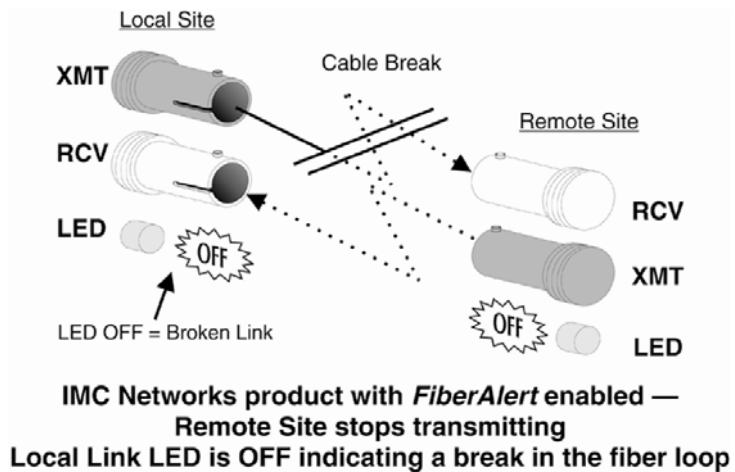 Local Site
XMT
Cable Break
Remote Site
RCV
RCV
LED
OFF
XMT
LED OFF = Broken Link
OFF
LED
IMC Networks product with FiberAlert enabled —
Remote Site stops transmitting
Local Link LED is OFF indicating a break in the fiber loop